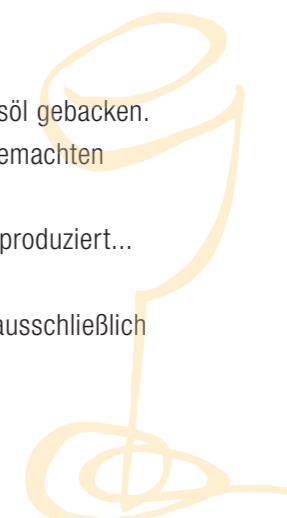 söl gebacken.
emachten
produziert...
ausschließlich